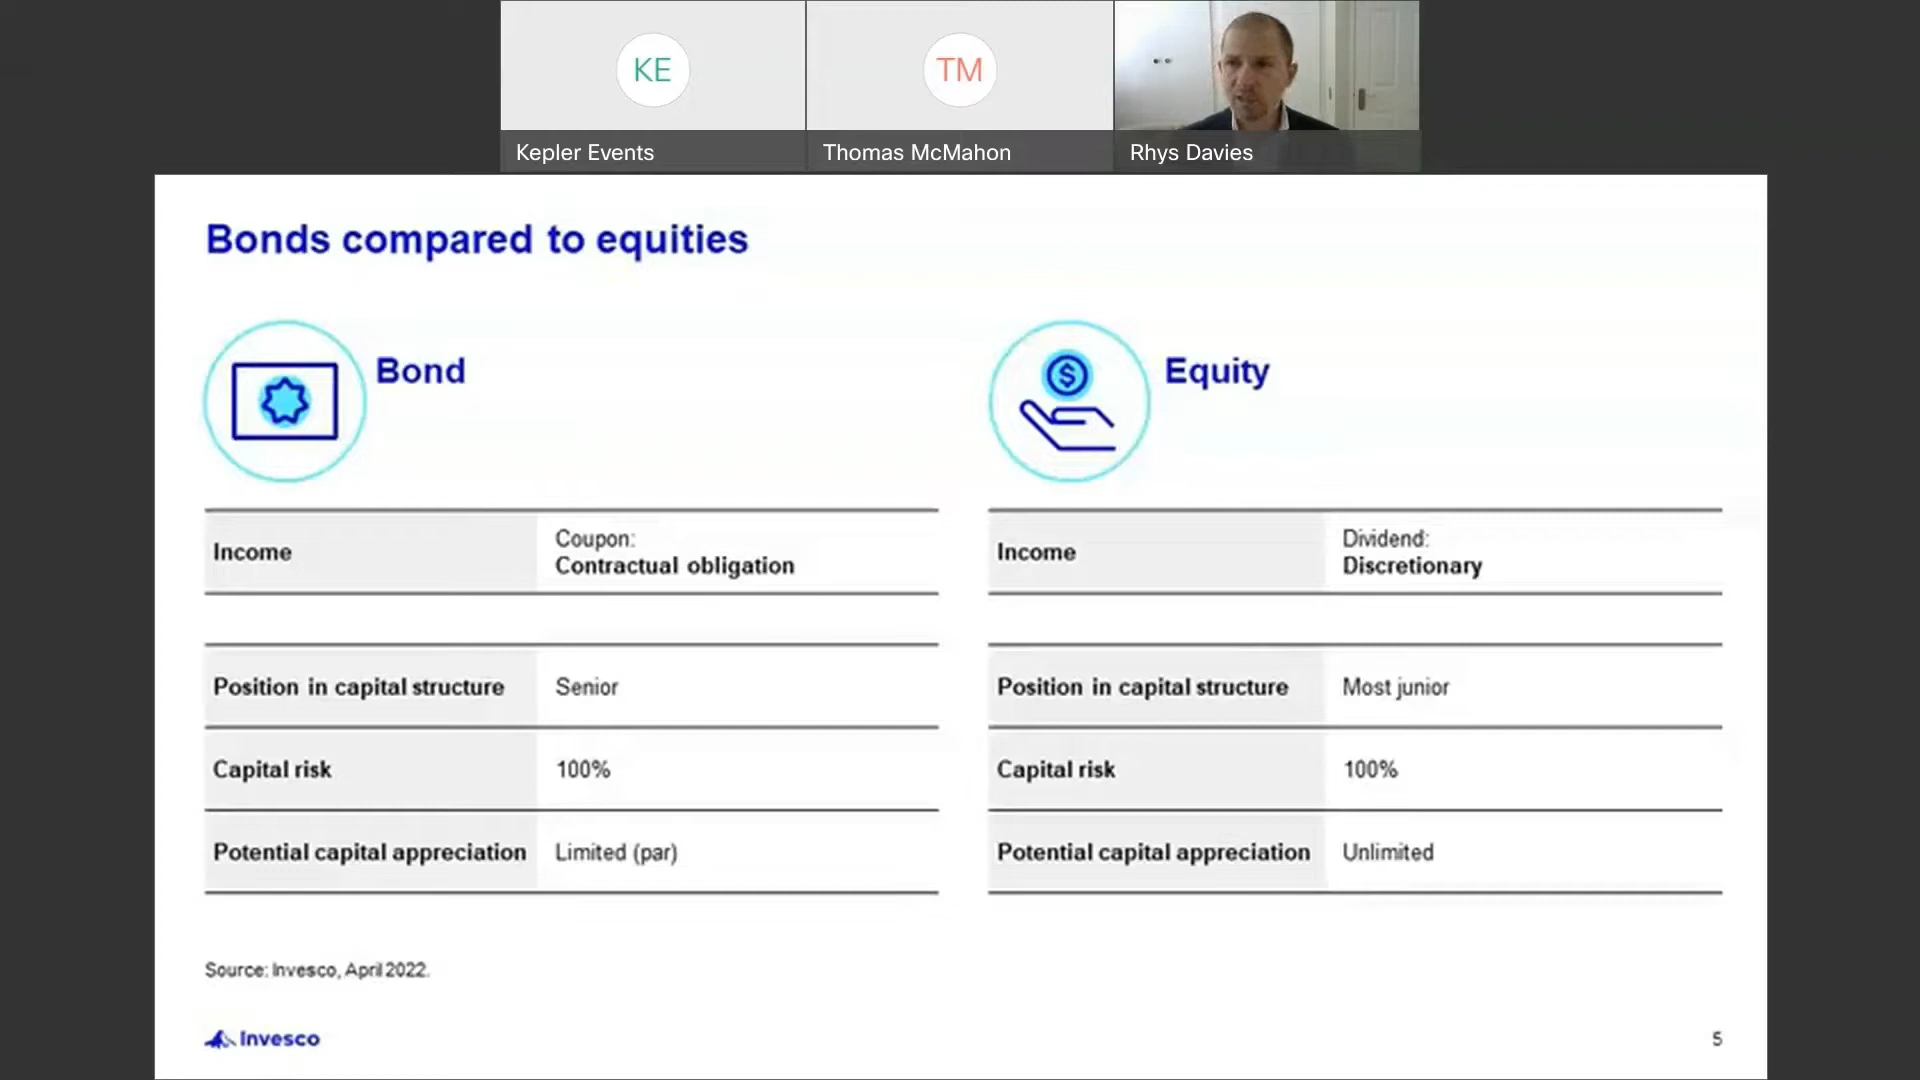 KE
TM
Kepler Events
Thomas McMahon
Rhys Davies
Bonds compared to equities
Bond
Income
Coupon:
Contractual obligation
Position in capital structure
Senior
Capital risk
100%
Potential capital appreciation
Limited (par)
$
Equity
Income
Dividend:
Discretionary
Position in capital structure
Most junior
Capital risk
100%
Potential capital appreciation
Unlimited
Source: Invesco, April 2022.
Invesco
5